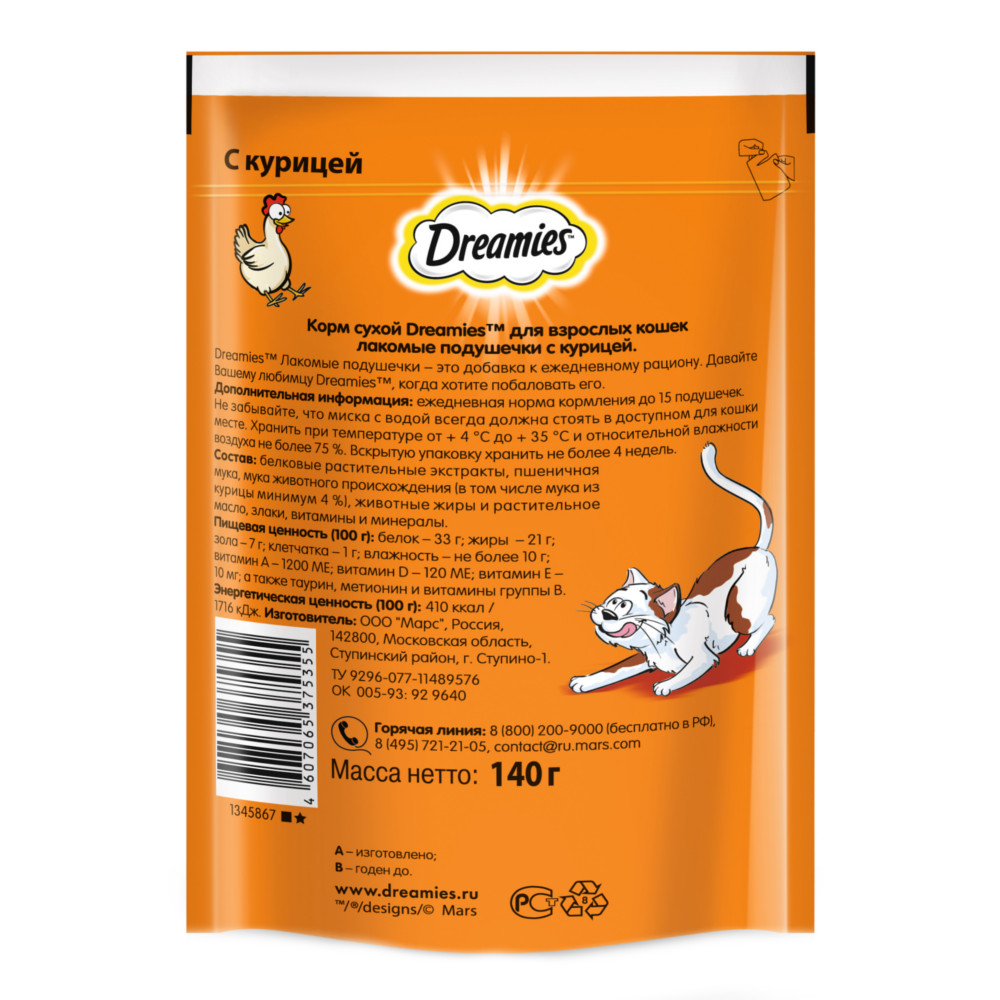 С курицей
Dreamies™
Корм сухой Dreamies™ для взрослых кошек
лакомые подушечки с курицей.
Dreamies™ Лакомые подушечки – это добавка к ежедневному рациону. Давайте
Вашему любимцу Dreamies™, когда хотите побаловать его.
Дополнительная информация: ежедневная норма кормления до 15 подушечек.
Не забывайте, что миска с водой всегда должна стоять в доступном для кошки
месте. Хранить при температуре от + 4 °C до + 35 °C и относительной влажности
воздуха не более 75 %. Вскрытую упаковку хранить не более 4 недель.
Состав: белковые растительные экстракты, пшеничная
мука, мука животного происхождения (в том числе мука из
курицы минимум 4 %), животные жиры и растительное
масло, злаки, витамины и минералы.
Пищевая ценность (100 г): белок – 33 г; жиры – 21 г;
зола – 7 г; клетчатка – 1 г; влажность – не более 10 г;
витамин А – 1200 МЕ; витамин D – 120 МЕ; витамин Е –
10 мг; а также таурин, метионин и витамины группы В.
Энергетическая ценность (100 г): 410 ккал /
1716 кДж. Изготовитель: ООО "Марс", Россия,
142800, Московская область,
Ступинский район, г. Ступино-1.
ТУ 9296-077-11489576
ОК 005-93: 92 9640
Горячая линия: 8 (800) 200-9000 (бесплатно в РФ),
8 (495) 721-21-05, contact@ru.mars.com
Масса нетто: 140 г
4 607065 375355
1345867
А – изготовлено;
В – годен до.
www.dreamies.ru
™/®/designs/© Mars
РСТ
8